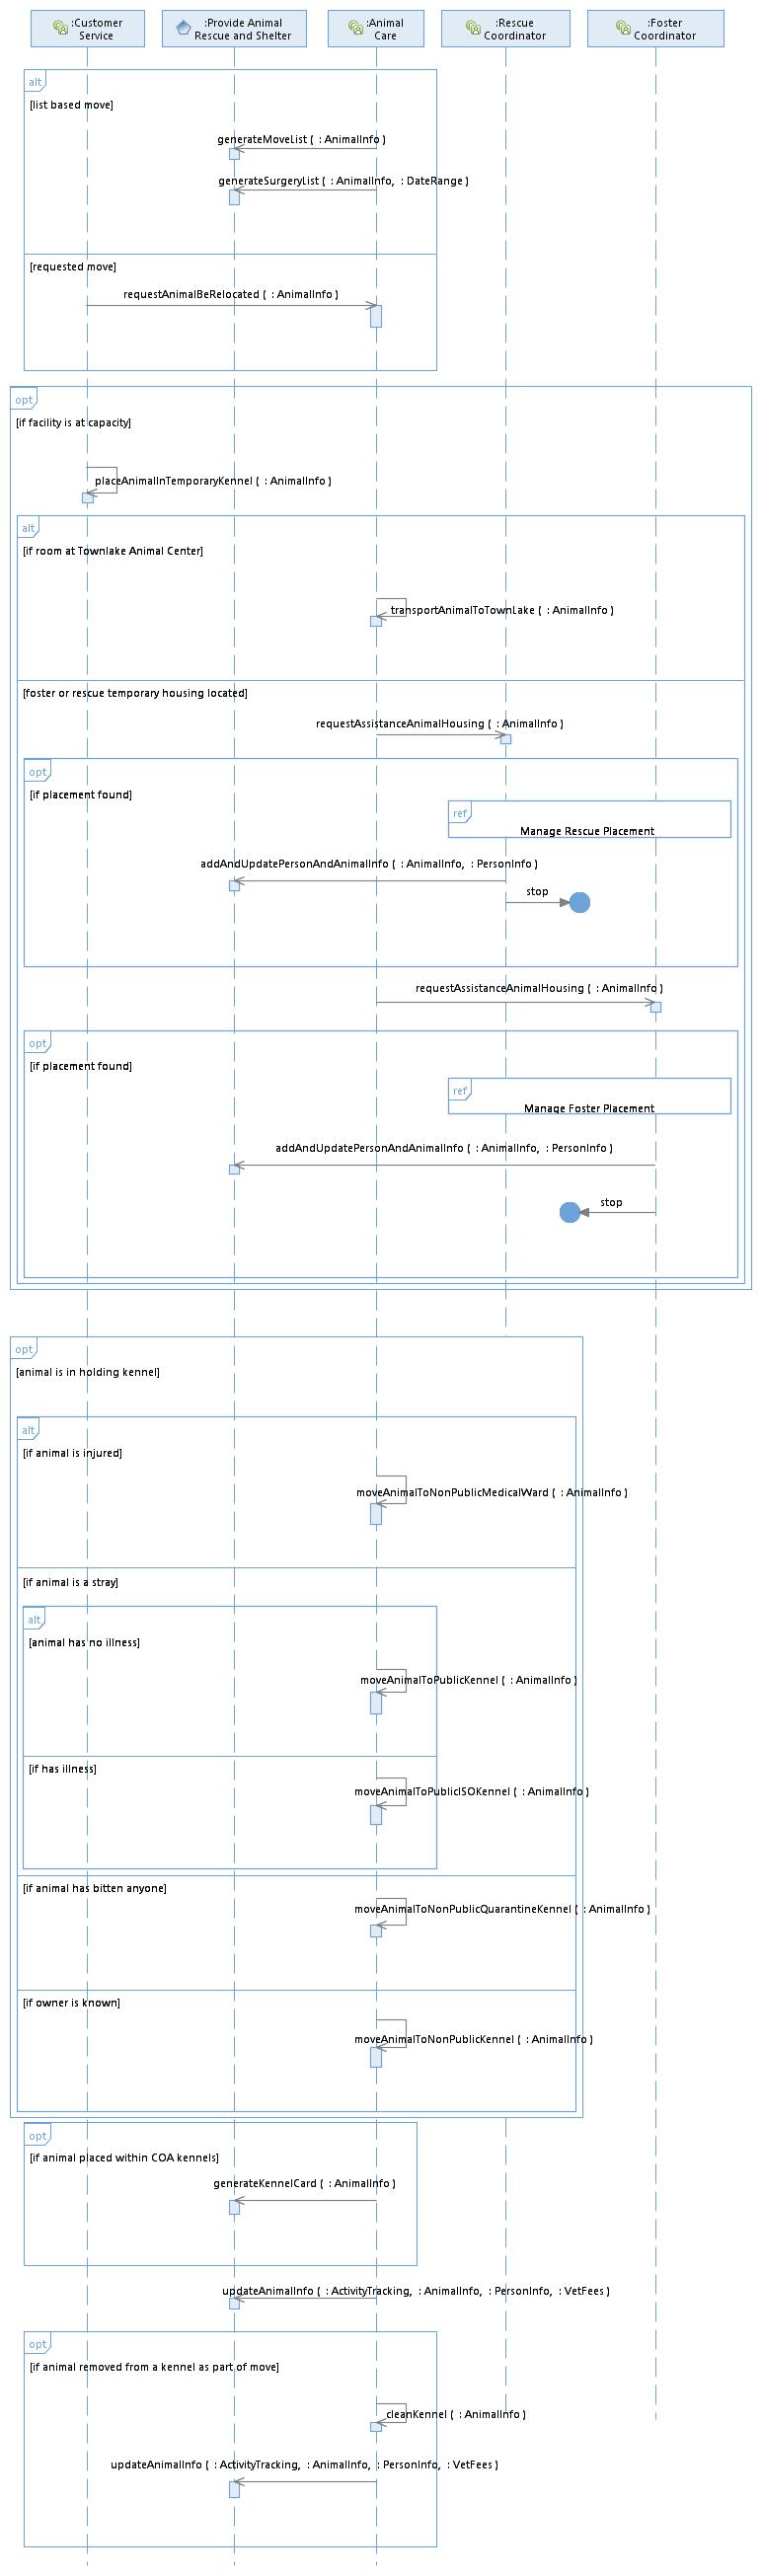 :Customer
Service
:Provide Animal
Rescue and Shelter
:Animal
Care
:Rescue
Coordinator
:Foster
Coordinator
alt
[list based move]
generateMoveList ( : AnimalInfo )
generateSurgeryList ( : AnimalInfo, : DateRange )
[requested move]
requestAnimalBeRelocated ( : AnimalInfo )
opt
[if facility is at capacity]
placeAnimalInTemporaryKennel ( : AnimalInfo )
alt
[if room at Townlake Animal Center]
transportAnimalToTownLake ( : AnimalInfo )
[foster or rescue temporary housing located]
requestAssistanceAnimalHousing ( : AnimalInfo )
opt
[if placement found]
ref
Manage Rescue Placement
addAndUpdatePersonAndAnimalInfo ( : AnimalInfo, : PersonInfo )
stop
requestAssistanceAnimalHousing ( : AnimalInfo )
opt
[if placement found]
ref
Manage Foster Placement
addAndUpdatePersonAndAnimalInfo ( : AnimalInfo, : PersonInfo )
stop
opt
[animal is in holding kennel]
alt
[if animal is injured]
moveAnimalToNonPublicMedicalWard ( : AnimalInfo )
[if animal is a stray]
alt
[animal has no illness]
moveAnimalToPublicKennel ( : AnimalInfo )
[if has illness]
moveAnimalToPublicISOKennel ( : AnimalInfo )
[if animal has bitten anyone]
moveAnimalToNonPublicQuarantineKennel ( : AnimalInfo )
[if owner is known]
moveAnimalToNonPublicKennel ( : AnimalInfo )
opt
[if animal placed within COA kennels]
generateKennelCard ( : AnimalInfo )
updateAnimalInfo ( : ActivityTracking, : AnimalInfo, : PersonInfo, : VetFees )
opt
[if animal removed from a kennel as part of move]
cleanKennel ( : AnimalInfo )
updateAnimalInfo ( : ActivityTracking, : AnimalInfo, : PersonInfo, : VetFees )